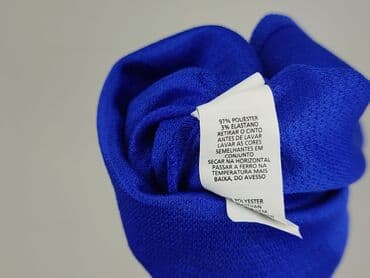 97% POLIÉSTER
3% ELASTANO
RETIRAR O CINTO
ANTES DE LAVAR
LAVAR AS CORES
SEMELHANTES EM
CONJUNTO
SECAR NA HORIZONTAL
PASSAR A FERRO NA
TEMPERATURA MAIS
BAIXA, DO AVESSO
POLYESTER